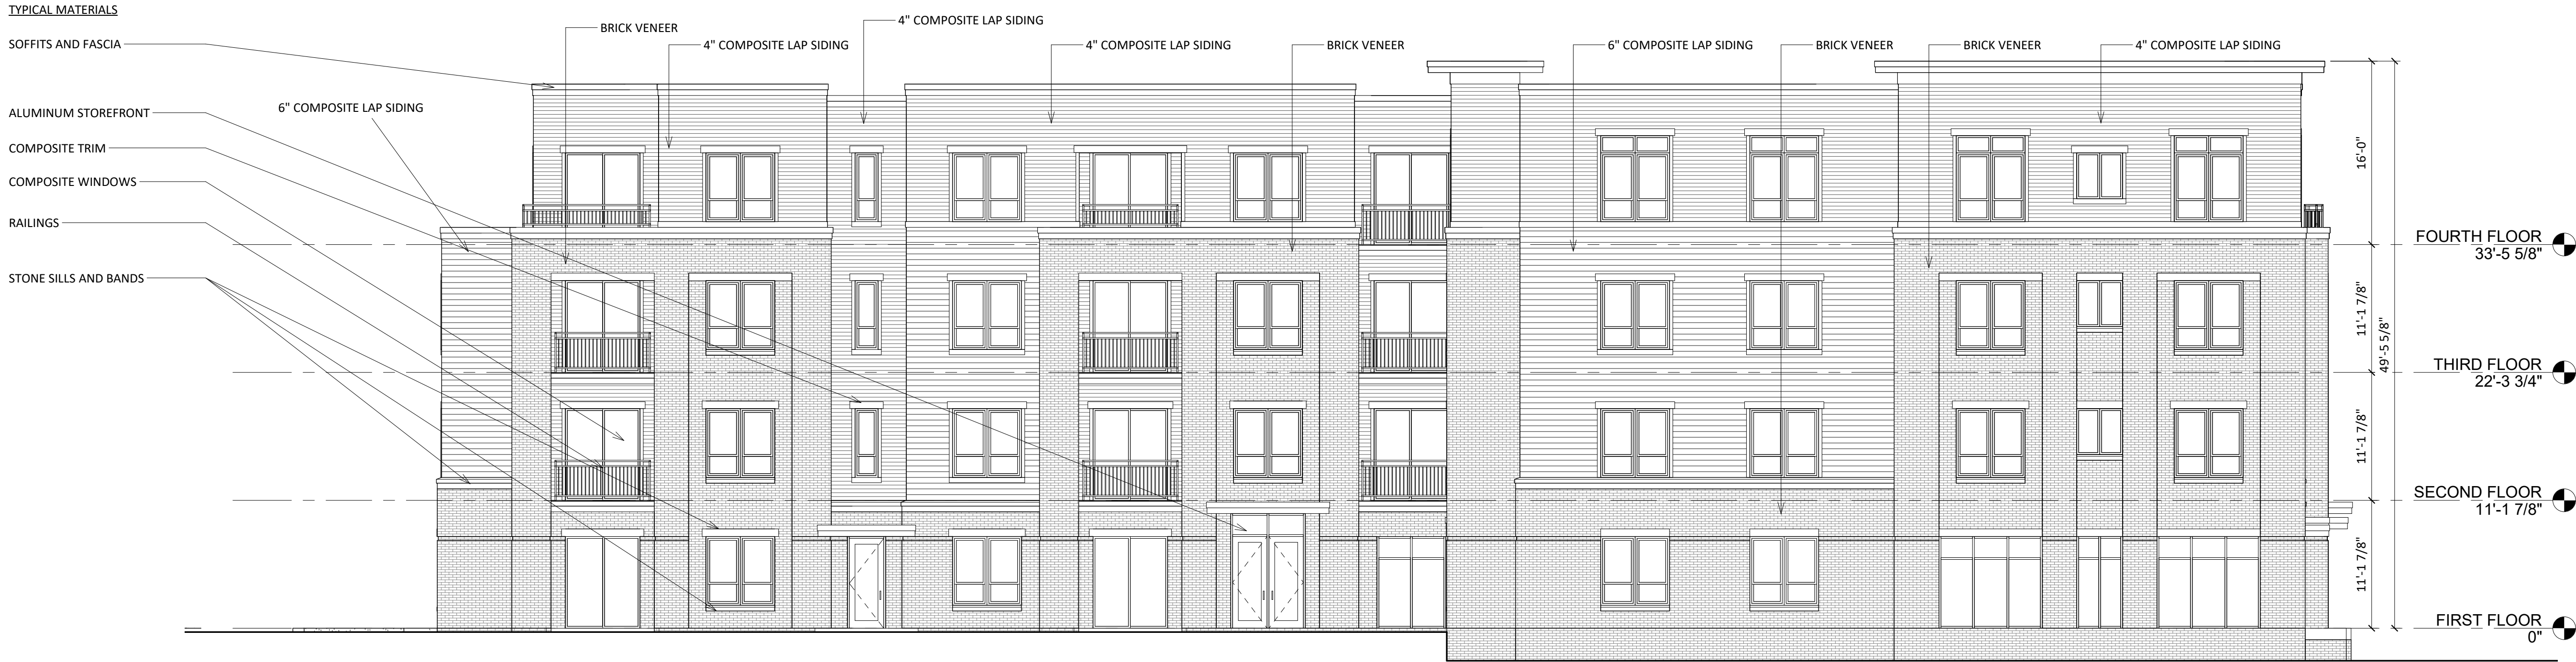 TYPICAL MATERIALS
SOFFITS AND FASCIA
ALUMINUM STOREFRONT
COMPOSITE TRIM
COMPOSITE WINDOWS
RAILINGS
STONE SILLS AND BANDS
6" COMPOSITE LAP SIDING
BRICK VENEER
4" COMPOSITE LAP SIDING
4" COMPOSITE LAP SIDING
4" COMPOSITE LAP SIDING
BRICK VENEER
6" COMPOSITE LAP SIDING
BRICK VENEER
BRICK VENEER
4" COMPOSITE LAP SIDING
16'-0"
11'-1 7/8"
11'-1 7/8"
11'-1 7/8"
49'-5 5/8"
FOURTH FLOOR
33'-5 5/8"
THIRD FLOOR
22'-3 3/4"
SECOND FLOOR
11'-1 7/8"
FIRST FLOOR
0"